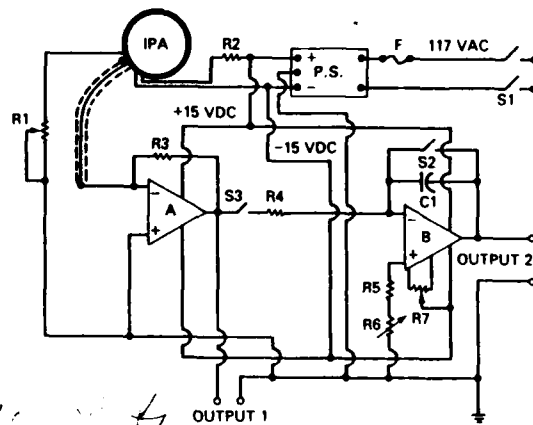 IPA
R2
+
P.S.
−
F
117 VAC
S1
R1
+15 VDC
−15 VDC
R3
−
A
+
S3
R4
S2
C1
−
B
+
OUTPUT 2
R5
R6
R7
OUTPUT 1